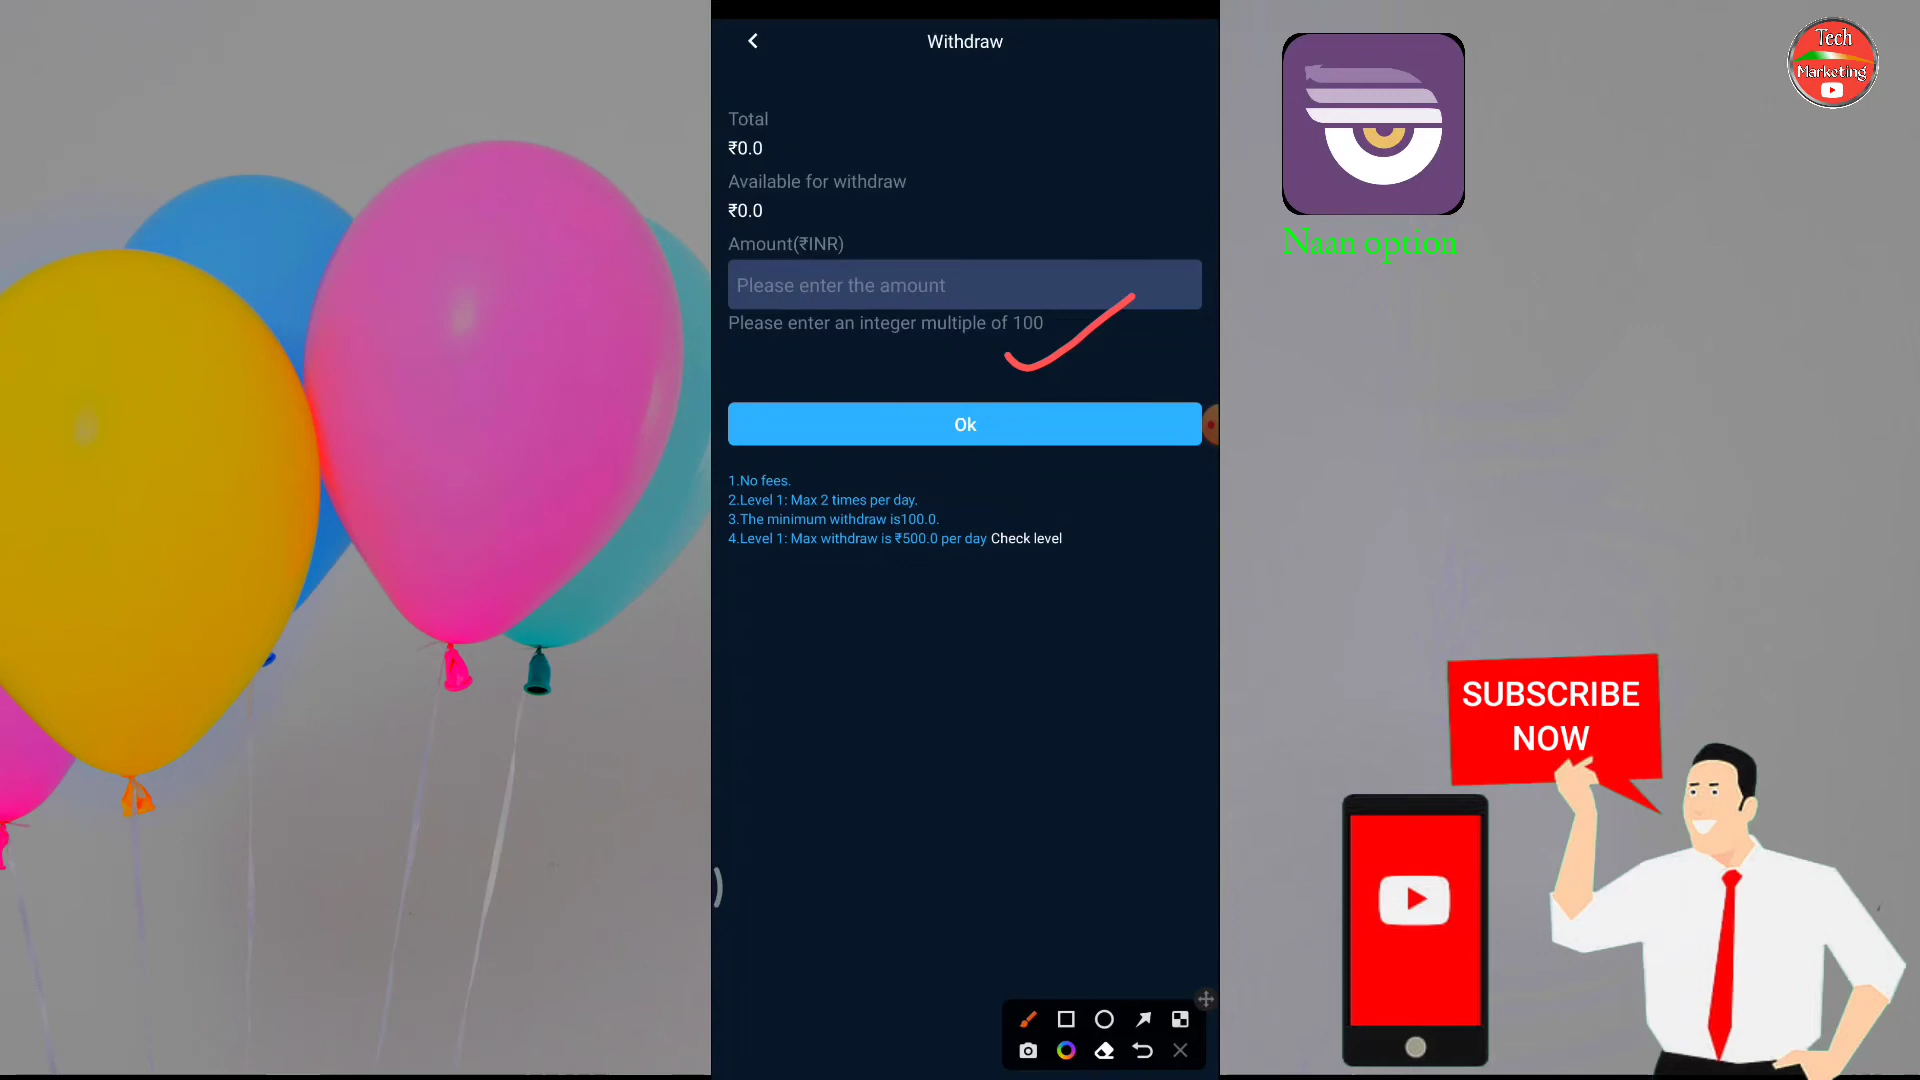 Withdraw
Total
₹0.0
Available for withdraw
₹0.0
Amount(₹INR)
Please enter the amount
Please enter an integer multiple of 100
Ok
1.No fees.
2.Level 1: Max 2 times per day.
3.The minimum withdraw is100.0.
4.Level 1: Max withdraw is ₹500.0 per day Check level
Naan option
Tech
Marketing
SUBSCRIBE
NOW